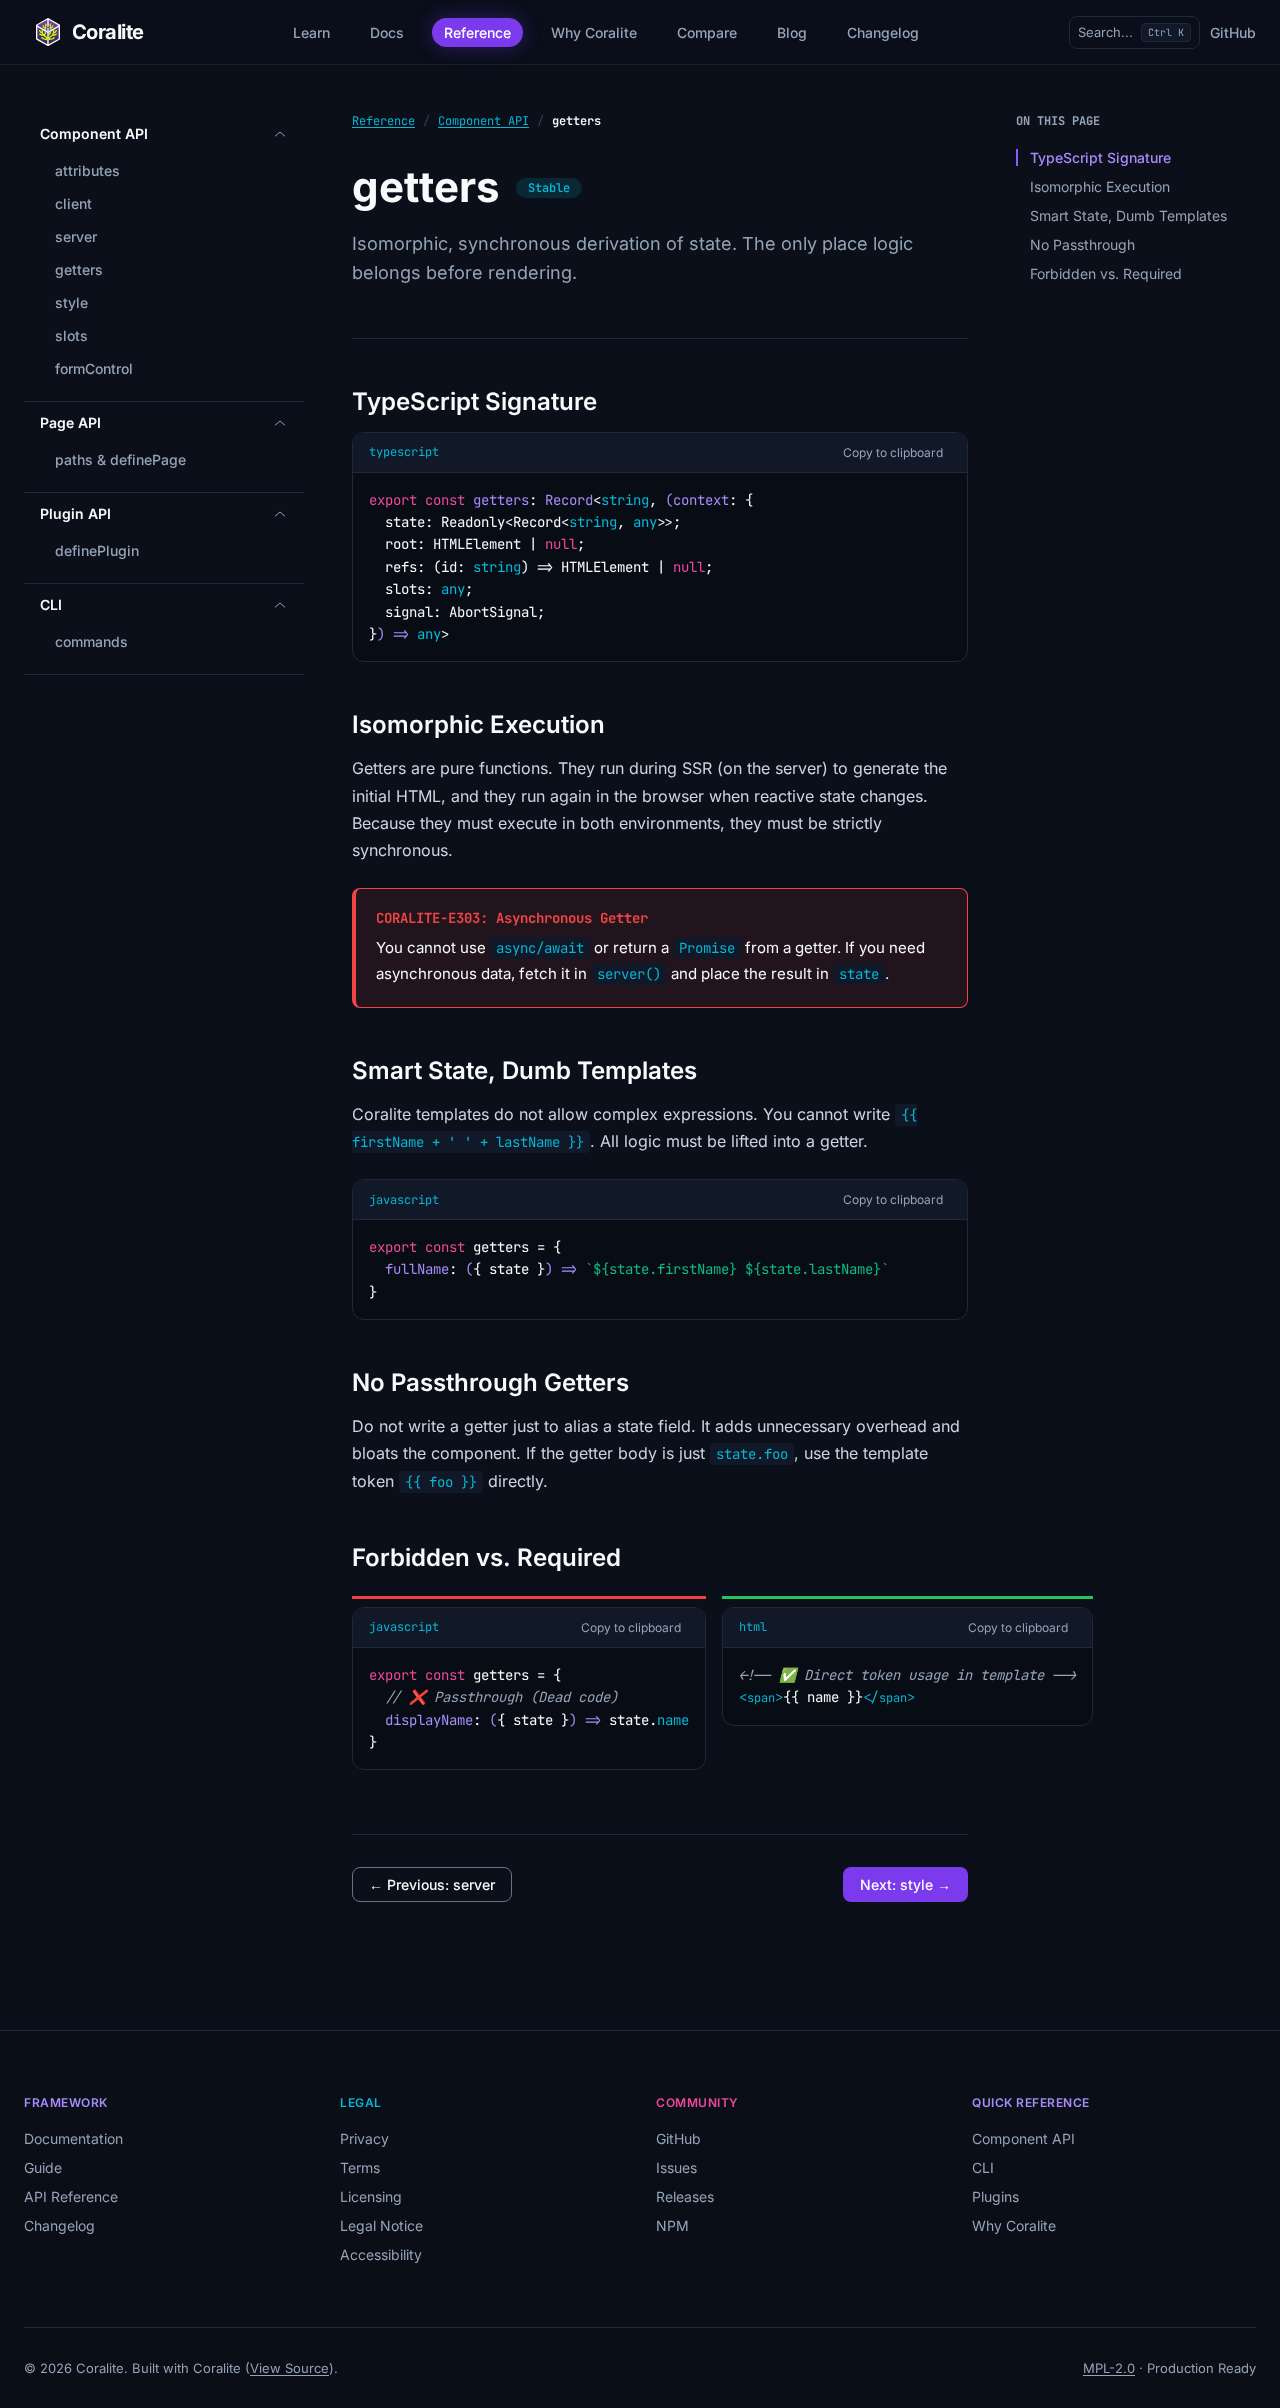 Coralite
Learn
Docs
Reference
Why Coralite
Compare
Blog
Changelog
Search...
Ctrl K
GitHub
Component API
attributes
client
server
getters
style
slots
formControl
Page API
paths & definePage
Plugin API
definePlugin
CLI
commands
Reference / Component API / getters
getters
Stable
Isomorphic, synchronous derivation of state. The only place logic
belongs before rendering.
TypeScript Signature
typescript
Copy to clipboard
export const getters: Record<string, (context: {
  state: Readonly<Record<string, any>>;
  root: HTMLElement | null;
  refs: (id: string) => HTMLElement | null;
  slots: any;
  signal: AbortSignal;
}) => any>
Isomorphic Execution
Getters are pure functions. They run during SSR (on the server) to generate the
initial HTML, and they run again in the browser when reactive state changes.
Because they must execute in both environments, they must be strictly
synchronous.
CORALITE-E303: Asynchronous Getter
You cannot use async/await or return a Promise from a getter. If you need
asynchronous data, fetch it in server() and place the result in state.
Smart State, Dumb Templates
Coralite templates do not allow complex expressions. You cannot write {{
firstName + ' ' + lastName }}. All logic must be lifted into a getter.
javascript
Copy to clipboard
export const getters = {
  fullName: ({ state }) => `${state.firstName} ${state.lastName}`
}
No Passthrough Getters
Do not write a getter just to alias a state field. It adds unnecessary overhead and
bloats the component. If the getter body is just state.foo, use the template
token {{ foo }} directly.
Forbidden vs. Required
javascript
Copy to clipboard
export const getters = {
  // ❌ Passthrough (Dead code)
  displayName: ({ state }) => state.name
}
html
Copy to clipboard
<!-- ✅ Direct token usage in template -->
<span>{{ name }}</span>
← Previous: server
Next: style →
ON THIS PAGE
TypeScript Signature
Isomorphic Execution
Smart State, Dumb Templates
No Passthrough
Forbidden vs. Required
FRAMEWORK
Documentation
Guide
API Reference
Changelog
LEGAL
Privacy
Terms
Licensing
Legal Notice
Accessibility
COMMUNITY
GitHub
Issues
Releases
NPM
QUICK REFERENCE
Component API
CLI
Plugins
Why Coralite
© 2026 Coralite. Built with Coralite (View Source).
MPL-2.0 · Production Ready